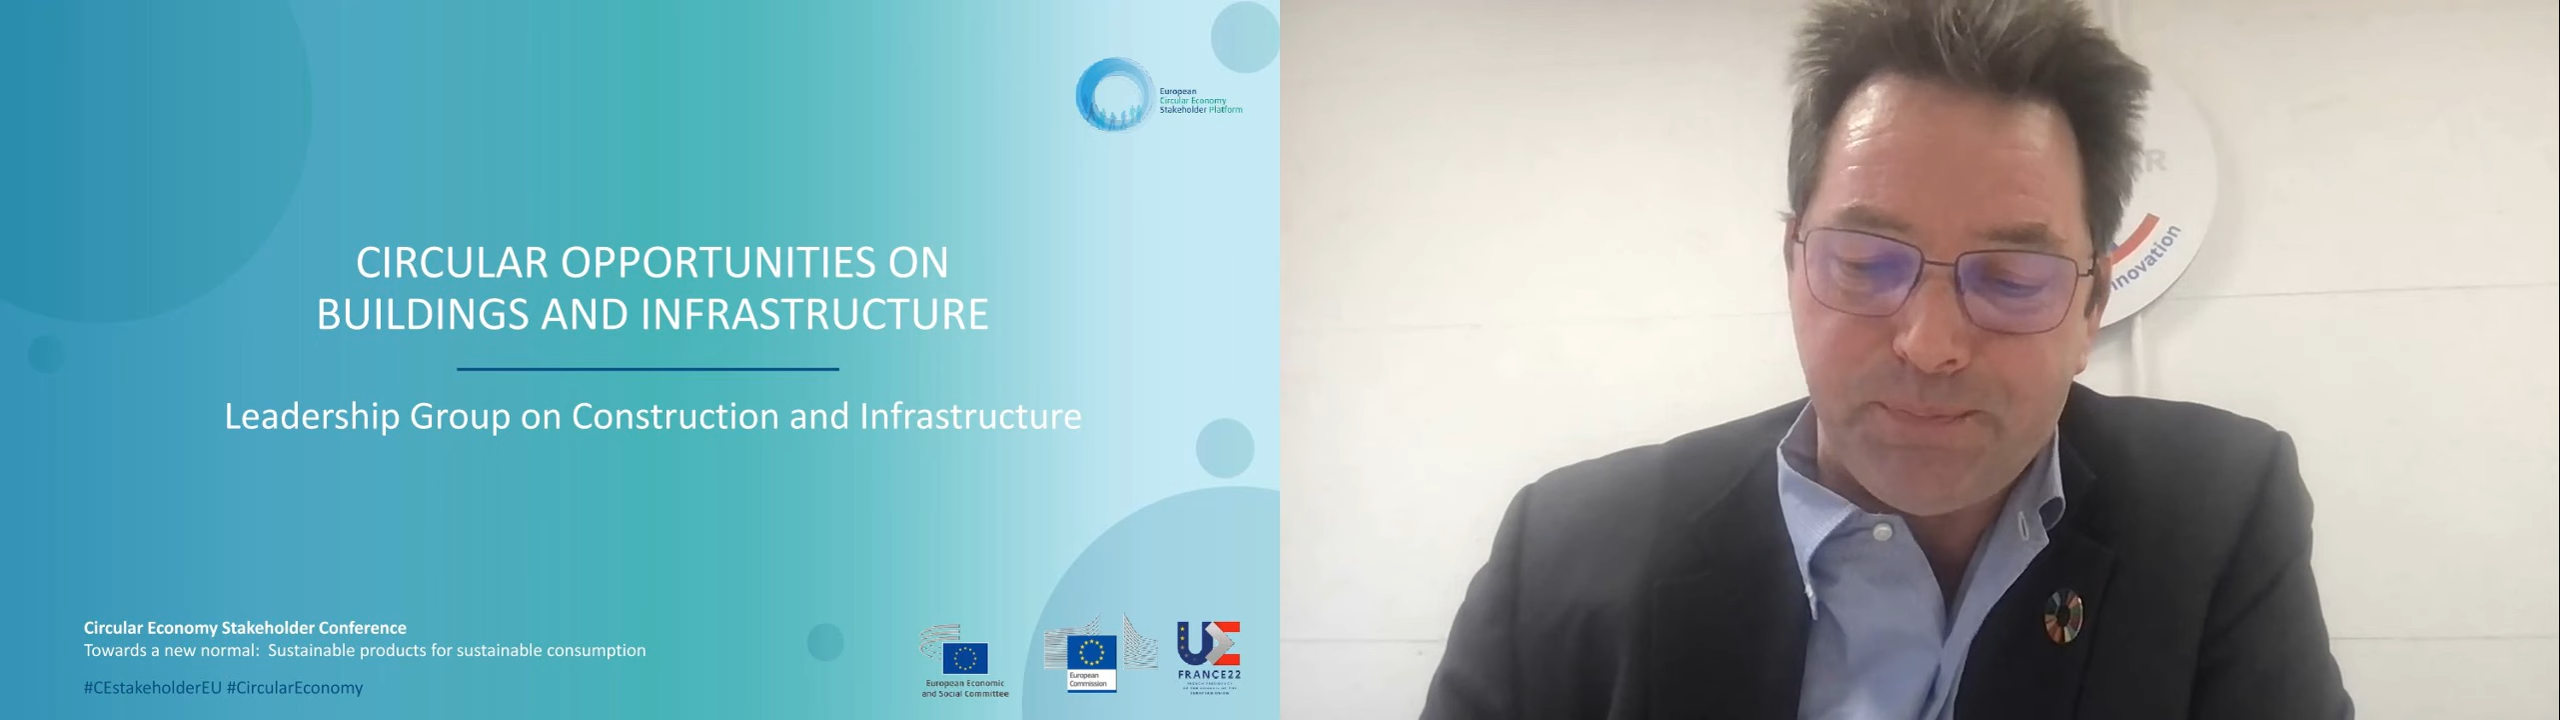 European
Circular Economy
Stakeholder Platform
CIRCULAR OPPORTUNITIES ON
BUILDINGS AND INFRASTRUCTURE
Leadership Group on Construction and Infrastructure
Circular Economy Stakeholder Conference
Towards a new normal: Sustainable products for sustainable consumption
#CEstakeholderEU #CircularEconomy
European Economic
and Social Committee
European
Commission
UE
FRANCE22